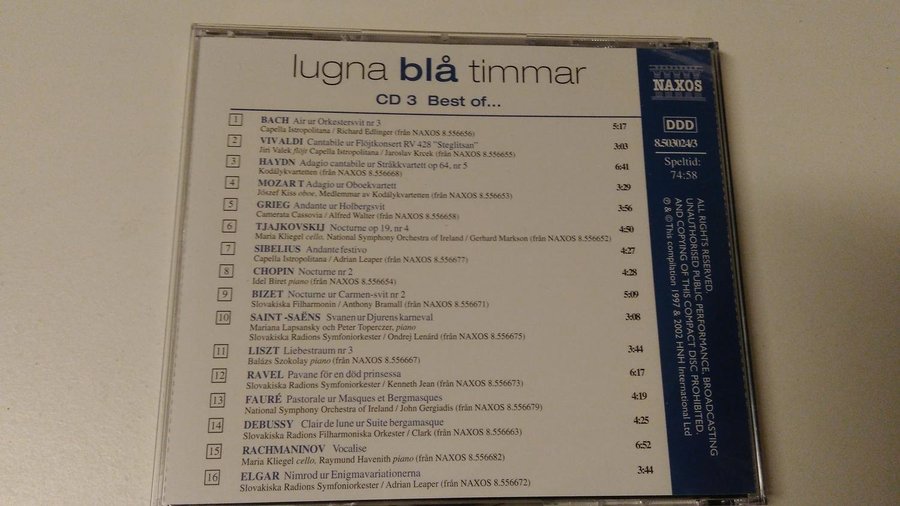 lugna blå timmar
CD 3 Best of...
1 BACH Air ur Orkestersvit nr 3 5:17
Capella Istropolitana / Richard Edlinger (från NAXOS 8.556656)
2 VIVALDI Cantabile ur Flöjtkonsert RV 428 "Steglitsan" 3:03
Jiri Vašek flöjt Capella Istropolitana / Jaroslav Krcek (från NAXOS 8.556655)
3 HAYDN Adagio cantabile ur Stråkkvartett op 64, nr 5 6:41
Kodálykvartetten (från NAXOS 8.556668)
4 MOZART Adagio ur Oboekvartett 3:29
József Kiss oboe, Medlemmar av Kodálykvartetten (från NAXOS 8.556653)
5 GRIEG Andante ur Holbergsvit 3:56
Camerata Cassovia / Alfred Walter (från NAXOS 8.556658)
6 TJAJKOVSKIJ Nocturne op 19, nr 4 4:50
Maria Kliegel cello, National Symphony Orchestra of Ireland / Gerhard Markson (från NAXOS 8.556652)
7 SIBELIUS Andante festivo 4:27
Capella Istropolitana / Adrian Leaper (från NAXOS 8.556677)
8 CHOPIN Nocturne nr 2 4:28
Idel Biret piano (från NAXOS 8.556654)
9 BIZET Nocturne ur Carmen-svit nr 2 5:09
Slovakiska Filharmonin / Anthony Bramall (från NAXOS 8.556671)
10 SAINT-SAËNS Svanen ur Djurens karneval 3:08
Mariana Lapsansky och Peter Toperczer, piano
Slovakiska Radions Symfoniorkester / Ondrej Lenárd (från NAXOS 8.556675)
11 LISZT Liebestraum nr 3 3:44
Balázs Szokolay piano (från NAXOS 8.556667)
12 RAVEL Pavane för en död prinsessa 6:17
Slovakiska Radions Symfoniorkester / Kenneth Jean (från NAXOS 8.556673)
13 FAURÉ Pastorale ur Masques et Bergmasques 4:19
National Symphony Orchestra of Ireland / John Gergiadis (från NAXOS 8.556679)
14 DEBUSSY Clair de lune ur Suite bergamasque 4:25
Slovakiska Radions Filharmoniska Orkester / Clark (från NAXOS 8.556663)
15 RACHMANINOV Vocalise 6:52
Maria Kliegel cello, Raymund Havenith piano (från NAXOS 8.556682)
16 ELGAR Nimrod ur Enigmavariationerna 3:44
Slovakiska Radions Symfoniorkester / Adrian Leaper (från NAXOS 8.556672)
NAXOS
DDD
8.503024/3
Speltid:
74:58
ALL RIGHTS RESERVED.
UNAUTHORISED PUBLIC PERFORMANCE, BROADCASTING
AND COPYING OF THIS COMPACT DISC PROHIBITED.
℗ & © This compilation 1997 & 2002 HNH International Ltd